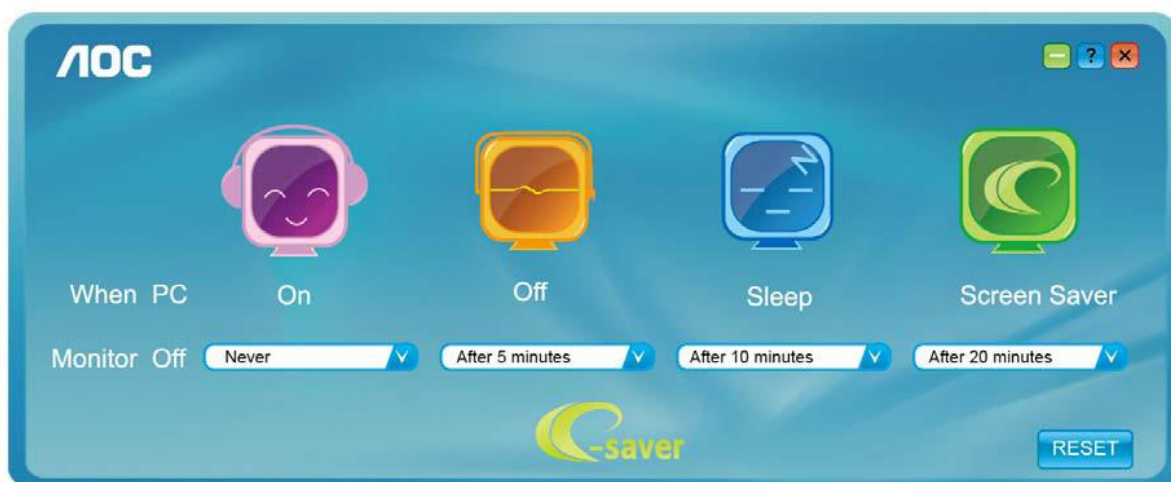 AOC
?
When PC On Off Sleep Screen Saver
Monitor Off Never After 5 minutes After 10 minutes After 20 minutes
e-saver
RESET